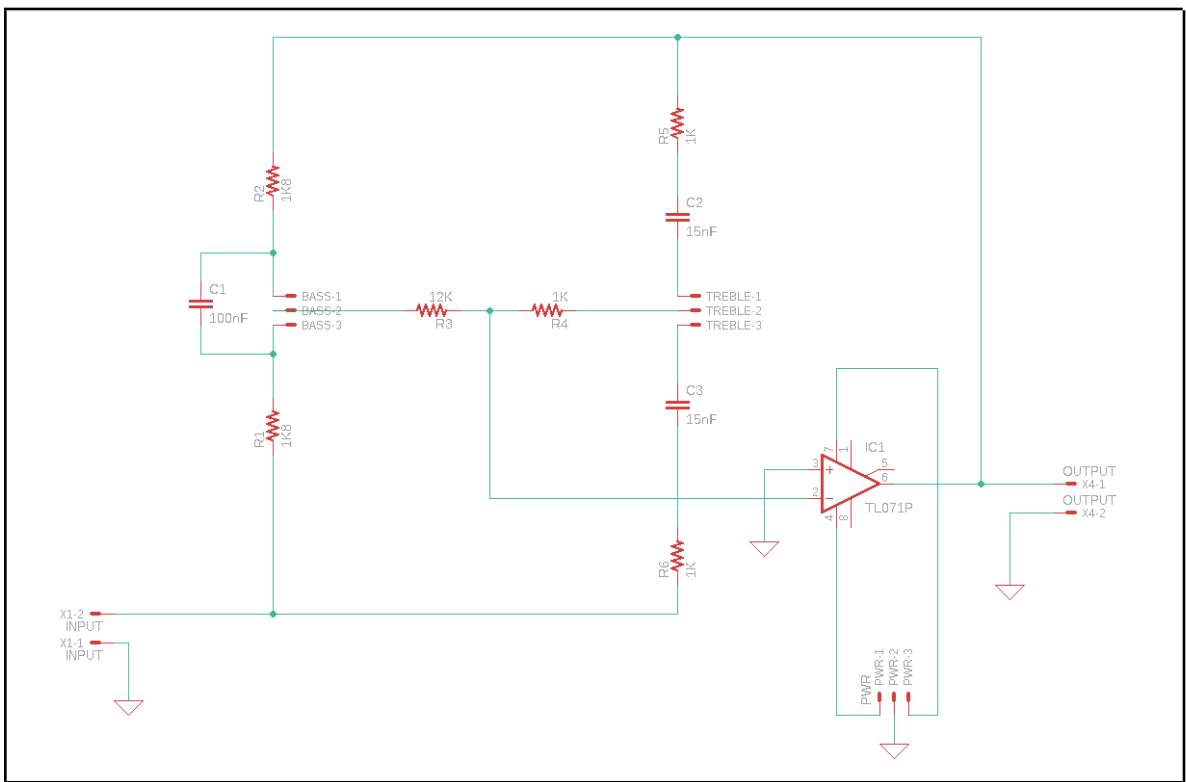 R5
1K
R2
1K8
C2
15nF
C1
100nF
BASS-1
BASS-2
BASS-3
12K
R3
1K
R4
TREBLE-1
TREBLE-2
TREBLE-3
C3
15nF
R1
1K8
7
1
IC1
3
+
5
6
2
-
4
8
TL071P
OUTPUT
X4-1
OUTPUT
X4-2
R6
1K
X1-2
INPUT
X1-1
INPUT
PWR
PWR-1
PWR-2
PWR-3